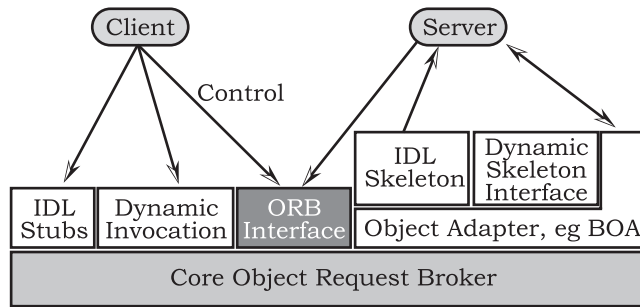 Client
Server
Control
IDL
Skeleton
Dynamic
Skeleton
Interface
IDL
Stubs
Dynamic
Invocation
ORB
Interface
Object Adapter, eg BOA
Core Object Request Broker